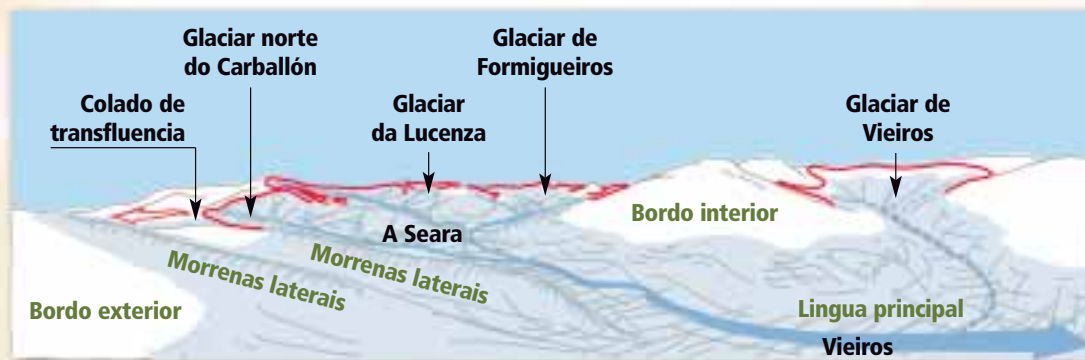 Glaciar norte
do Carballón
Glaciar de
Formigueiros
Colado de
transfluencia
Glaciar
da Lucenza
Glaciar de
Vieiros
Bordo interior
A Seara
Morrenas laterais
Morrenas laterais
Bordo exterior
Lingua principal
Vieiros